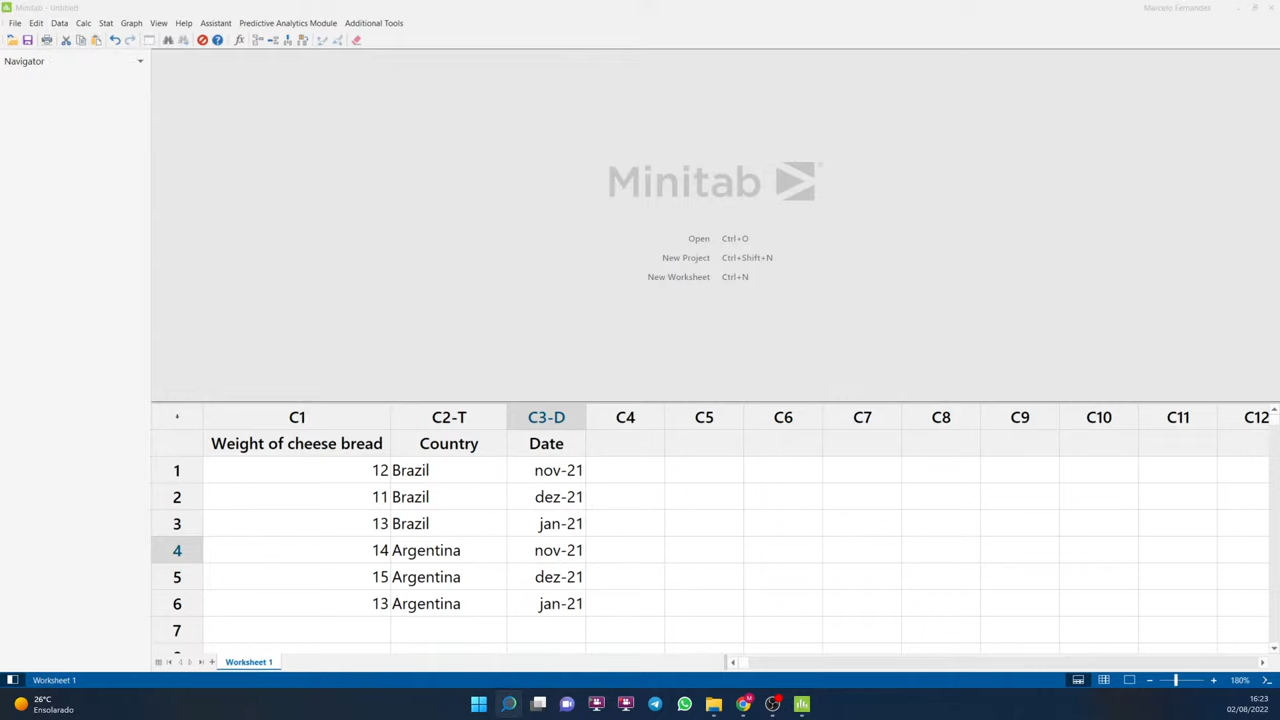 Minitab - Untitled
Marcelo Fernandes
File Edit Data Calc Stat Graph View Help Assistant Predictive Analytics Module Additional Tools
Navigator
Minitab
Open Ctrl+O
New Project Ctrl+Shift+N
New Worksheet Ctrl+N
C1 C2-T C3-D C4 C5 C6 C7 C8 C9 C10 C11 C12
Weight of cheese bread Country Date
1 12 Brazil nov-21
2 11 Brazil dez-21
3 13 Brazil jan-21
4 14 Argentina nov-21
5 15 Argentina dez-21
6 13 Argentina jan-21
7
Worksheet 1
Worksheet 1
180%
26°C
Ensolarado
16:23
02/08/2022